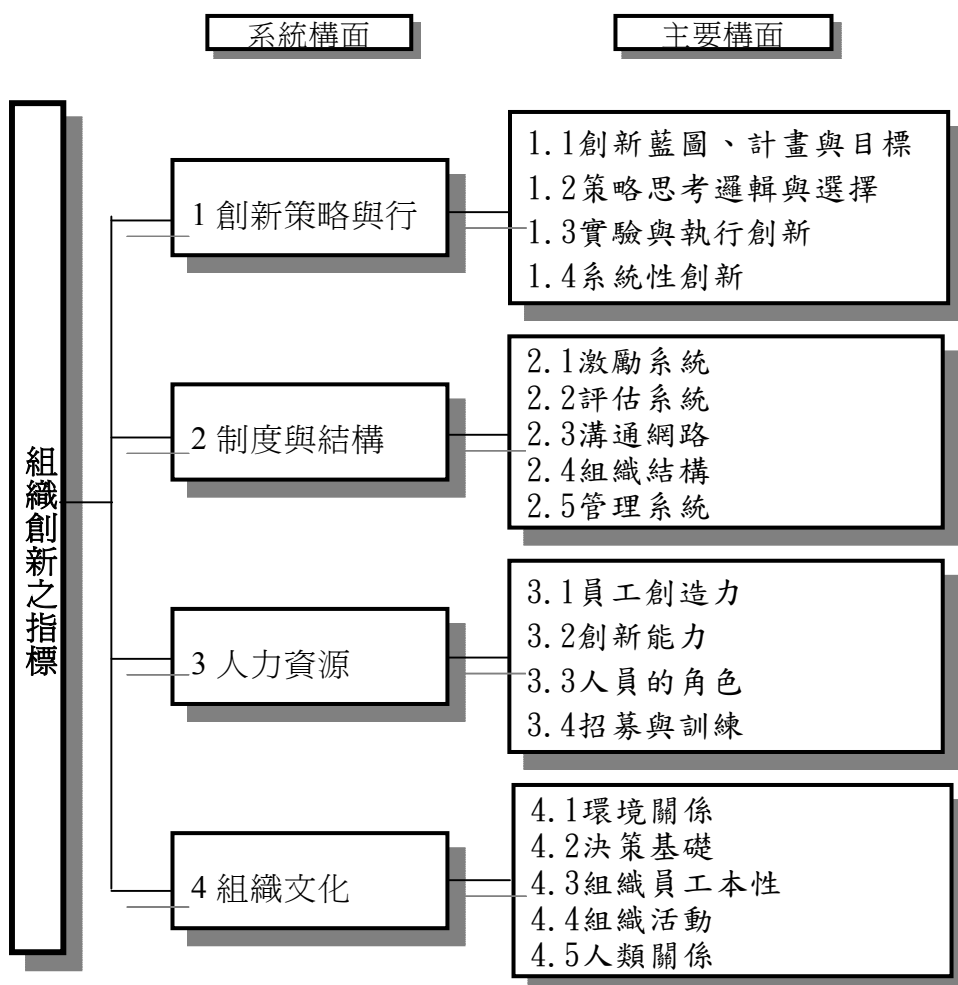 系統構面
主要構面
組織創新之指標
1 創新策略與行
1.1創新藍圖、計畫與目標
1.2策略思考邏輯與選擇
1.3實驗與執行創新
1.4系統性創新
2 制度與結構
2.1激勵系統
2.2評估系統
2.3溝通網路
2.4組織結構
2.5管理系統
3 人力資源
3.1員工創造力
3.2創新能力
3.3人員的角色
3.4招募與訓練
4 組織文化
4.1環境關係
4.2決策基礎
4.3組織員工本性
4.4組織活動
4.5人類關係